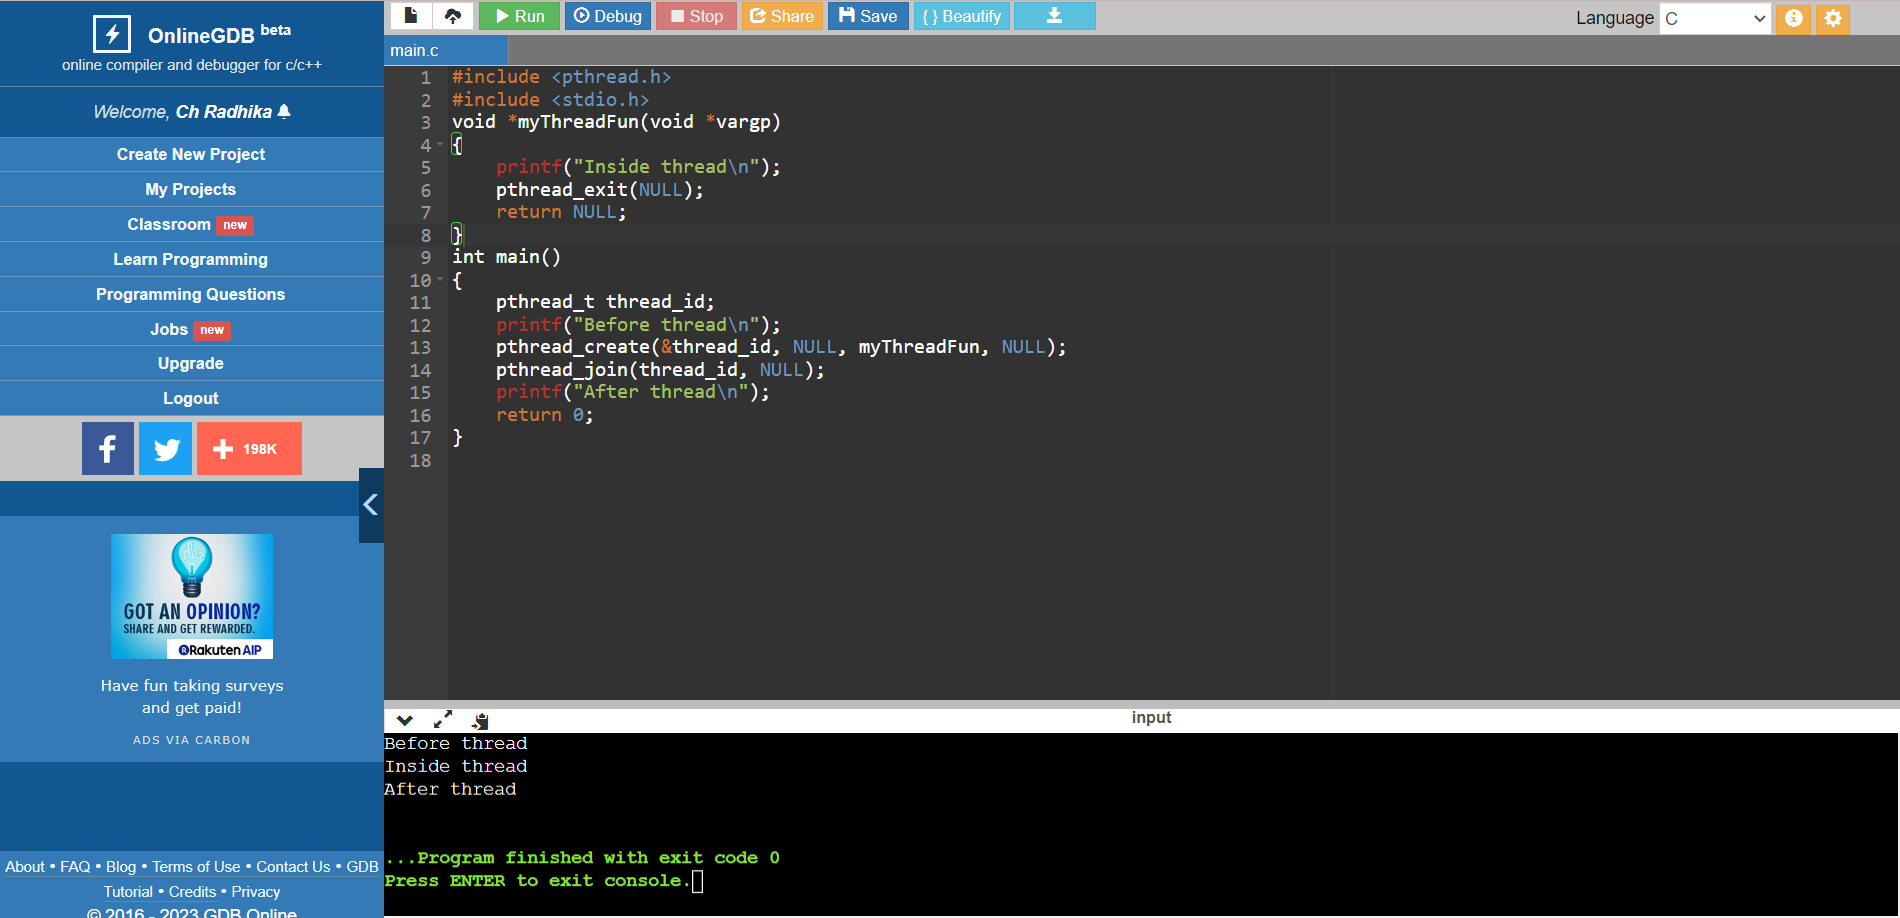 OnlineGDB beta
online compiler and debugger for c/c++
Welcome, Ch Radhika
Create New Project
My Projects
Classroom new
Learn Programming
Programming Questions
Jobs new
Upgrade
Logout
198K
idea
GOT AN OPINION?
SHARE AND GET REWARDED.
Rakuten AIP
Have fun taking surveys
and get paid!
ADS VIA CARBON
About • FAQ • Blog • Terms of Use • Contact Us • GDB
Tutorial • Credits • Privacy
© 2016 - 2023 GDB Online
Run Debug Stop Share Save { } Beautify Language C
main.c
1 #include <pthread.h>
2 #include <stdio.h>
3 void *myThreadFun(void *vargp)
4 {
5     printf("Inside thread\n");
6     pthread_exit(NULL);
7     return NULL;
8 }
9 int main()
10 {
11     pthread_t thread_id;
12     printf("Before thread\n");
13     pthread_create(&thread_id, NULL, myThreadFun, NULL);
14     pthread_join(thread_id, NULL);
15     printf("After thread\n");
16     return 0;
17 }
18
input
Before thread
Inside thread
After thread
...Program finished with exit code 0
Press ENTER to exit console.